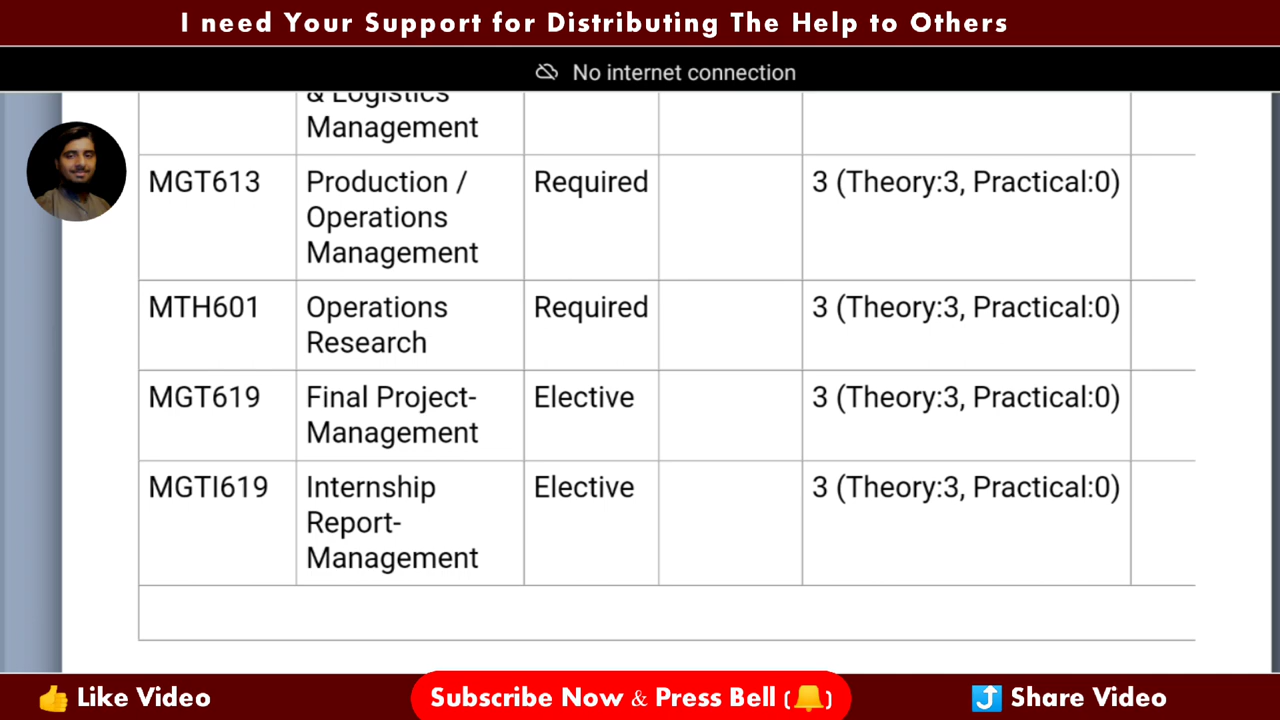 I need Your Support for Distributing The Help to Others
No internet connection
& Logistics
Management
MGT613 Production / Required 3 (Theory:3, Practical:0)
Operations
Management
MTH601 Operations Required 3 (Theory:3, Practical:0)
Research
MGT619 Final Project- Elective 3 (Theory:3, Practical:0)
Management
MGTI619 Internship Elective 3 (Theory:3, Practical:0)
Report-
Management
👍 Like Video Subscribe Now & Press Bell (🔔) ⤴️ Share Video